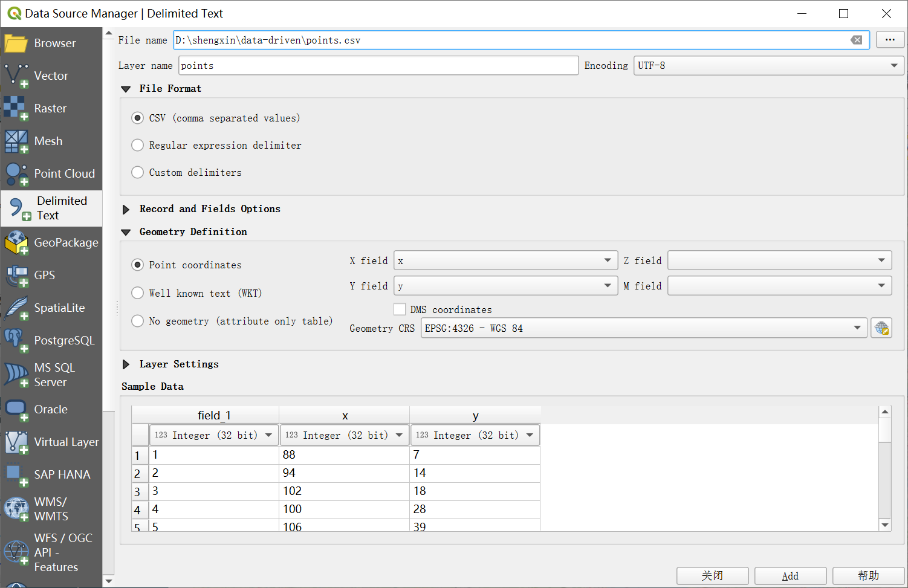 Data Source Manager | Delimited Text
Browser
Vector
Raster
Mesh
Point Cloud
Delimited
Text
GeoPackage
GPS
SpatiaLite
PostgreSQL
MS SQL
Server
Oracle
Virtual Layer
SAP HANA
WMS/
WMTS
WFS / OGC
API -
Features
File name D:\shengxin\data-driven\points.csv ...
Layer name points Encoding UTF-8
File Format
CSV (comma separated values)
Regular expression delimiter
Custom delimiters
Record and Fields Options
Geometry Definition
Point coordinates
Well known text (WKT)
No geometry (attribute only table)
X field x Z field
Y field y M field
DMS coordinates
Geometry CRS EPSG:4326 - WGS 84
Layer Settings
Sample Data
field_1 x y
123 Integer (32 bit) 123 Integer (32 bit) 123 Integer (32 bit)
1 1 88 7
2 2 94 14
3 3 102 18
4 4 100 28
5 5 106 39
关闭 Add 帮助